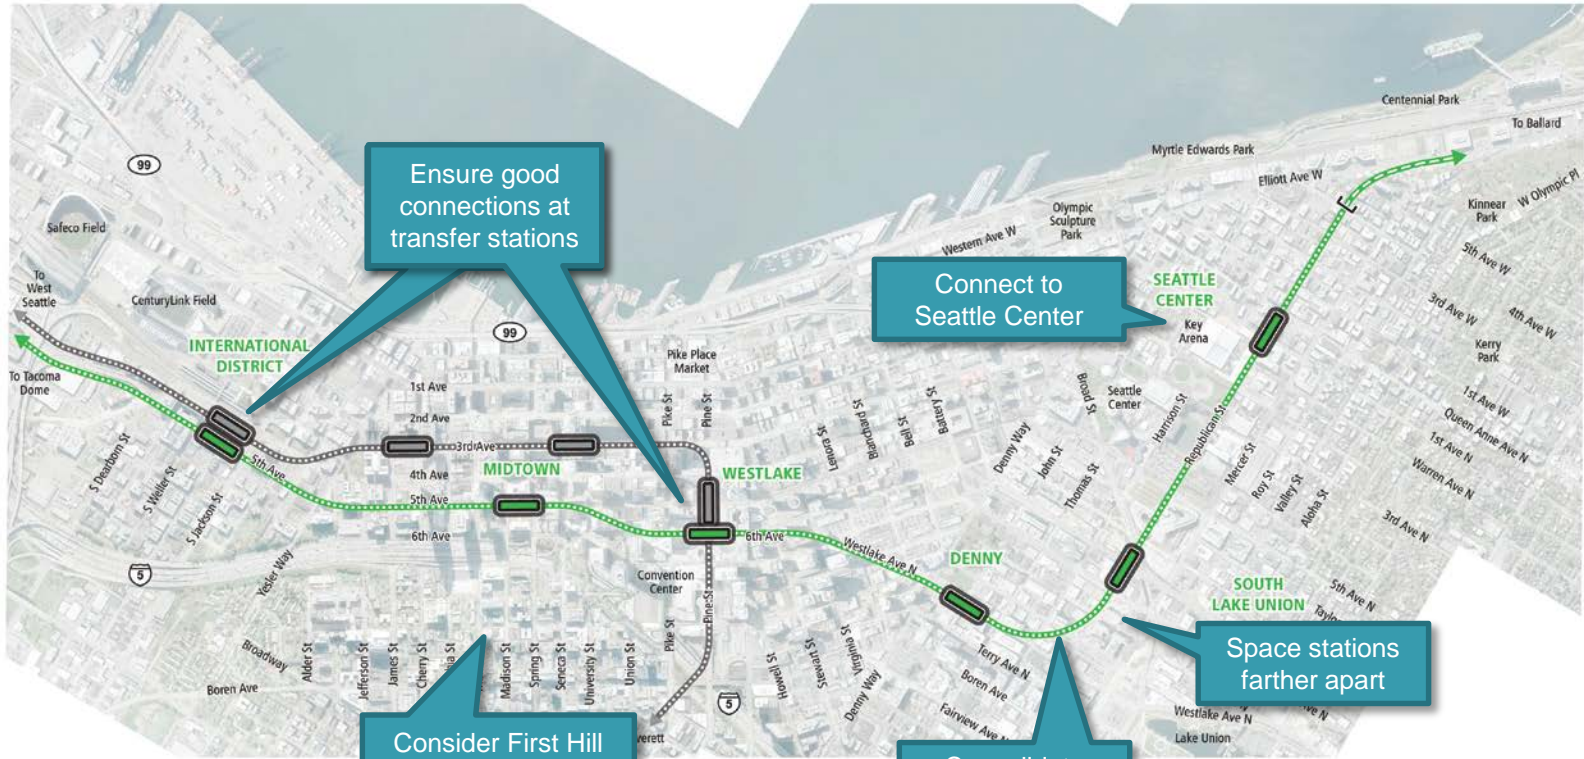 Centennial Park
To Ballard
Myrtle Edwards Park
Elliott Ave W
W Olympic Pl
Kinnear
Park
99
Ensure good
connections at
transfer stations
Olympic
Sculpture
Park
Western Ave W
5th Ave W
Safeco Field
To
West
Seattle
CenturyLink Field
Connect to
Seattle Center
SEATTLE
CENTER
Key
Arena
3rd Ave W
4th Ave W
Kerry
Park
99
INTERNATIONAL
DISTRICT
To Tacoma
Dome
Pike Place
Market
1st Ave
2nd Ave
3rd Ave
4th Ave
5th Ave
6th Ave
Pike St
Pine St
Lenora St
Blanchard St
Bell St
Battery St
Broad St
Seattle
Center
Harrison St
Republican St
1st Ave W
Queen Anne Ave N
1st Ave N
Warren Ave N
3rd Ave N
Denny Way
John St
Thomas St
Mercer St
Roy St
Valley St
Aloha St
S Dearborn St
S Weller St
S Jackson St
5th Ave
MIDTOWN
WESTLAKE
6th Ave
Westlake Ave N
DENNY
SOUTH
LAKE UNION
5th Ave N
5
Yesler Way
Convention
Center
Pine St
Pike St
Broadway
Boren Ave
Alder St
Jefferson St
James St
Cherry St
Madison St
Spring St
Seneca St
University St
Union St
Howell St
Stewart St
Virginia St
Denny Way
Terry Ave N
Boren Ave
Fairview Ave N
Space stations
farther apart
5
Westlake Ave N
Lake Union
Consider First Hill